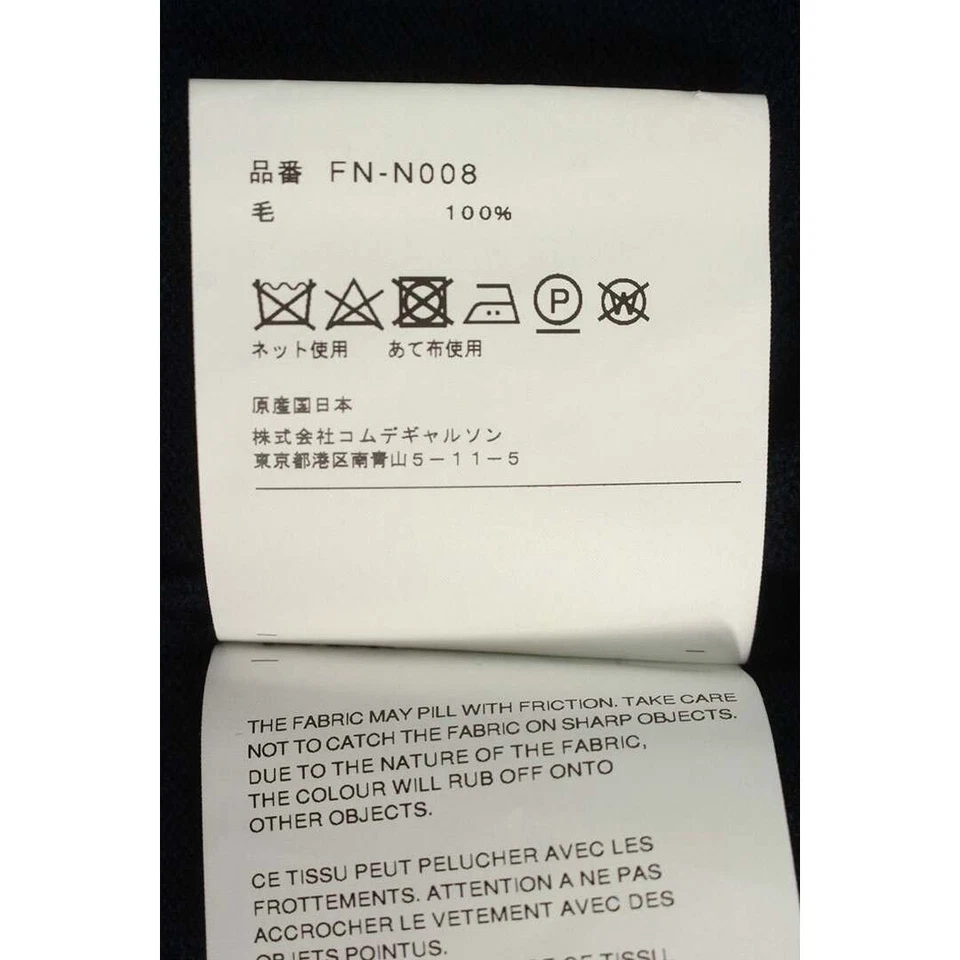 品番 FN-N008
毛 100%
P W
ネット使用 あて布使用
原産国日本
株式会社コムデギャルソン
東京都港区南青山5-11-5
THE FABRIC MAY PILL WITH FRICTION. TAKE CARE
NOT TO CATCH THE FABRIC ON SHARP OBJECTS.
DUE TO THE NATURE OF THE FABRIC,
THE COLOUR WILL RUB OFF ONTO
OTHER OBJECTS.
CE TISSU PEUT PELUCHER AVEC LES
FROTTEMENTS. ATTENTION A NE PAS
ACCROCHER LE VETEMENT AVEC DES
OBJETS POINTUS.
CE TISSU,